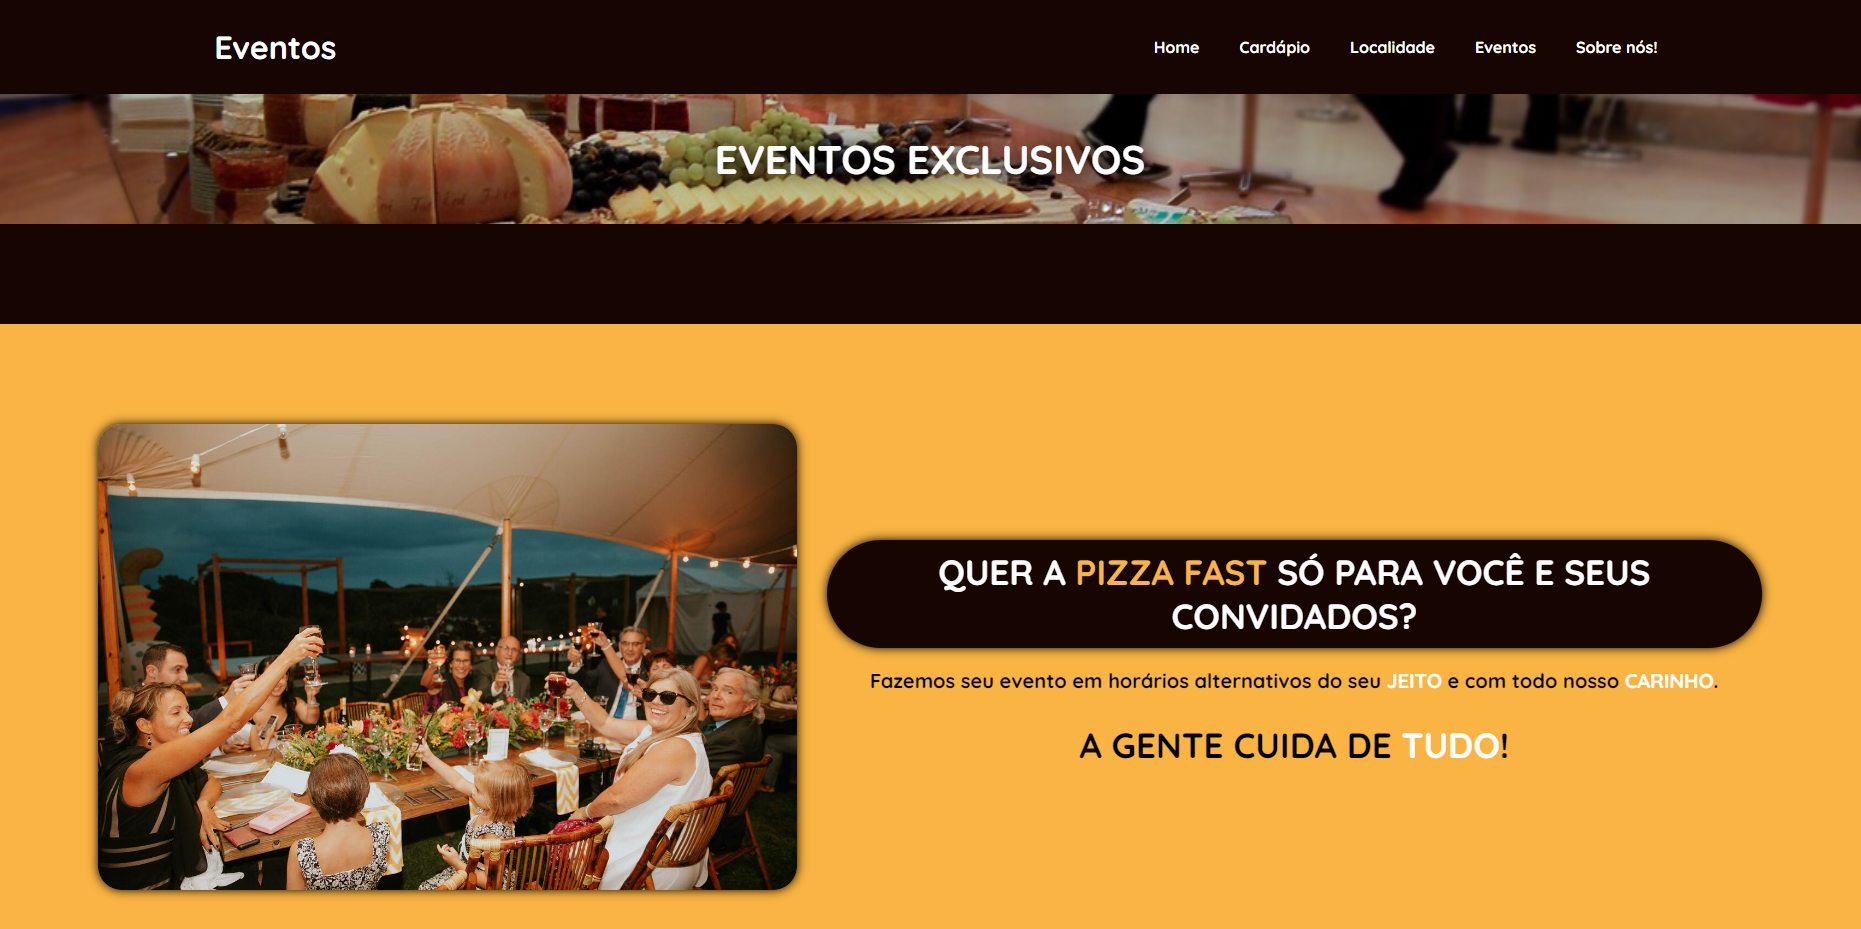 Eventos
Home Cardápio Localidade Eventos Sobre nós!
EVENTOS EXCLUSIVOS
QUER A PIZZA FAST SÓ PARA VOCÊ E SEUS
CONVIDADOS?
Fazemos seu evento em horários alternativos do seu JEITO e com todo nosso CARINHO.
A GENTE CUIDA DE TUDO!